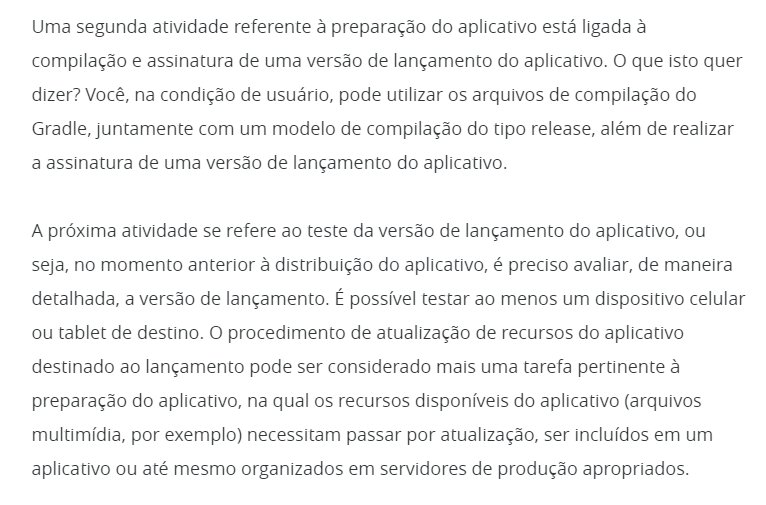 Uma segunda atividade referente à preparação do aplicativo está ligada à
compilação e assinatura de uma versão de lançamento do aplicativo. O que isto quer
dizer? Você, na condição de usuário, pode utilizar os arquivos de compilação do
Gradle, juntamente com um modelo de compilação do tipo release, além de realizar
a assinatura de uma versão de lançamento do aplicativo.
A próxima atividade se refere ao teste da versão de lançamento do aplicativo, ou
seja, no momento anterior à distribuição do aplicativo, é preciso avaliar, de maneira
detalhada, a versão de lançamento. É possível testar ao menos um dispositivo celular
ou tablet de destino. O procedimento de atualização de recursos do aplicativo
destinado ao lançamento pode ser considerado mais uma tarefa pertinente à
preparação do aplicativo, na qual os recursos disponíveis do aplicativo (arquivos
multimídia, por exemplo) necessitam passar por atualização, ser incluídos em um
aplicativo ou até mesmo organizados em servidores de produção apropriados.